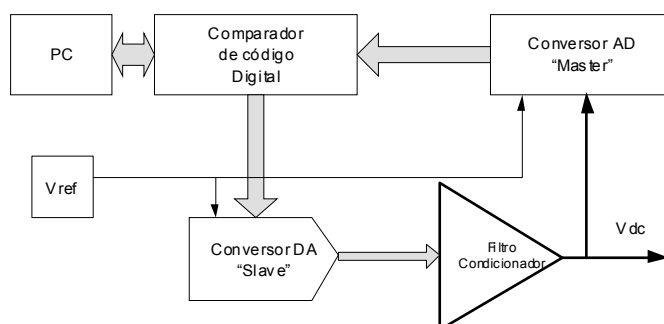 PC
Comparador
de código
Digital
Conversor AD
“Master”
Vref
Conversor DA
“Slave”
Filtro
Condicionador
Vdc